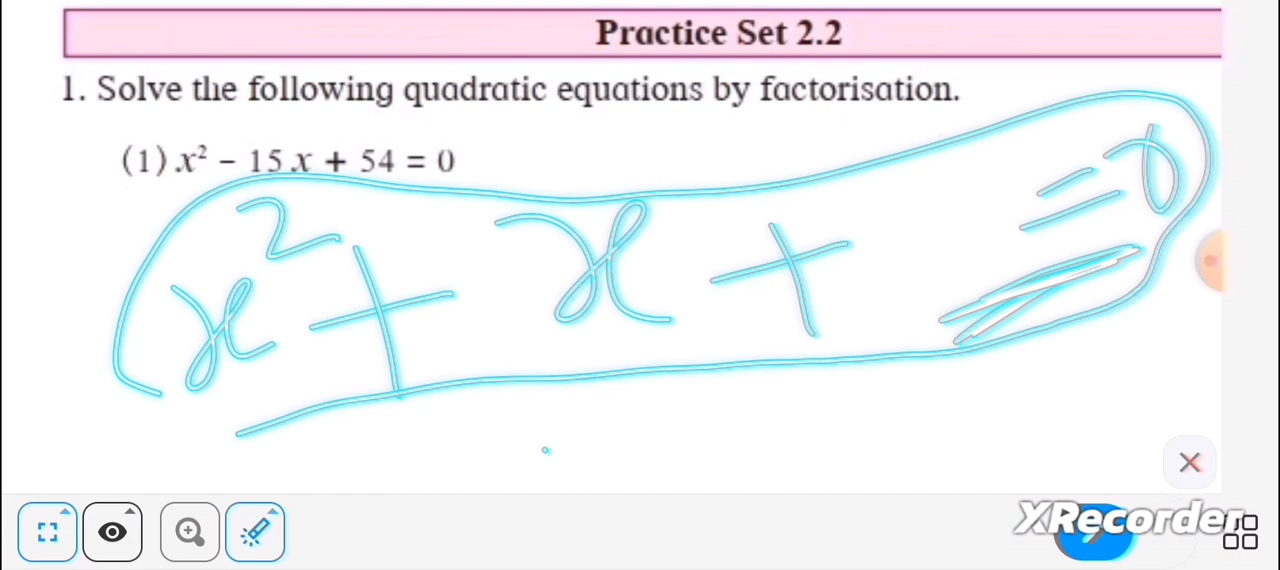 Practice Set 2.2
1. Solve the following quadratic equations by factorisation.
(1) x² – 15x + 54 = 0
x² + x + = 0
XRecorder